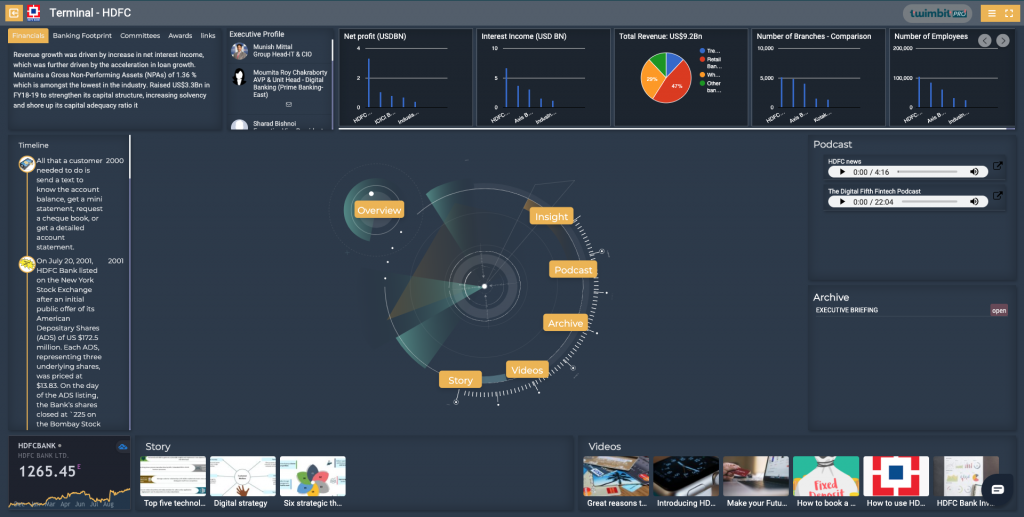 Terminal - HDFC
twimbit PRO
Financials Banking Footprint Committees Awards links
Revenue growth was driven by increase in net interest income,
which was further driven by the acceleration in loan growth.
Maintains a Gross Non-Performing Assets (NPAs) of 1.36 %
which is amongst the lowest in the industry. Raised US$3.3Bn in
FY18-19 to strengthen its capital structure, increasing solvency
and shore up its capital adequacy ratio it
Executive Profile
Munish Mittal
Group Head-IT & CIO
Moumita Roy Chakraborty
AVP & Unit Head - Digital
Banking (Prime Banking-
East)
Sharad Bishnoi
Net profit (USDBN)
4
2
0
HDFC...
ICICI B...
Indusla...
Interest Income (USD BN)
10
5
0
HDFC...
Axis B...
Indusin...
Total Revenue: US$9.2Bn
29%
47%
Tre...
Retail
Ban...
Wh...
Other
ban...
Number of Branches - Comparison
10,000
5,000
0
HDFC...
Axis B...
Kotak...
Number of Employees
200,000
100,000
0
HDFC...
Axis B...
Indusin...
Timeline
All that a customer 2000
needed to do is
send a text to
know the account
balance, get a mini
statement, request
a cheque book, or
get a detailed
account
statement.
On July 20, 2001, 2001
HDFC Bank listed
on the New York
Stock Exchange
after an initial
public offer of its
American
Depositary Shares
(ADS) of US $172.5
million. Each ADS,
representing three
underlying shares,
was priced at
$13.83. On the day
of the ADS listing,
the Bank's shares
closed at `225 on
the Bombay Stock
Overview
Insight
Podcast
Archive
Videos
Story
Podcast
HDFC news
0:00 / 4:16
The Digital Fifth Fintech Podcast
0:00 / 22:04
Archive
EXECUTIVE BRIEFING open
HDFCBANK
HDFC BANK LTD.
1265.45 E
Mar Apr Jun Jul Aug
Story
Top five technol...
Digital strategy
Six strategic th...
Videos
Great reasons t...
Introducing HD...
Make your Futu...
Fixed
Deposit
How to book a ...
How to use HD...
HDFC Bank Inv...